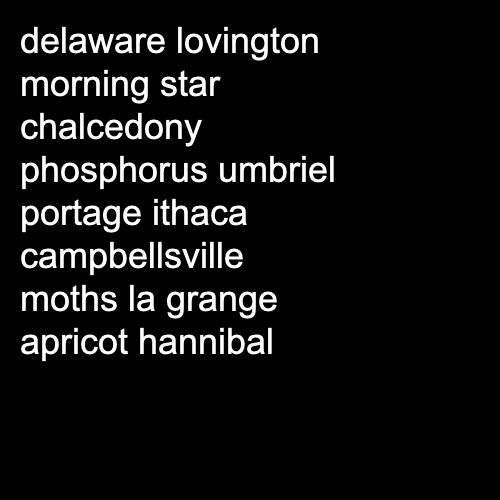 delaware lovington
morning star
chalcedony
phosphorus umbriel
portage ithaca
campbellsville
moths la grange
apricot hannibal